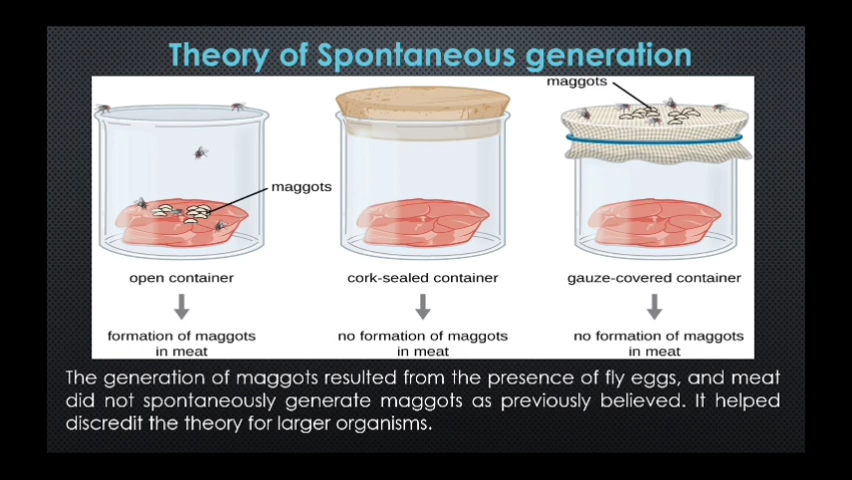 Theory of Spontaneous generation
maggots
maggots
open container
cork-sealed container
gauze-covered container
formation of maggots
in meat
no formation of maggots
in meat
no formation of maggots
in meat
The generation of maggots resulted from the presence of fly eggs, and meat
did not spontaneously generate maggots as previously believed. It helped
discredit the theory for larger organisms.